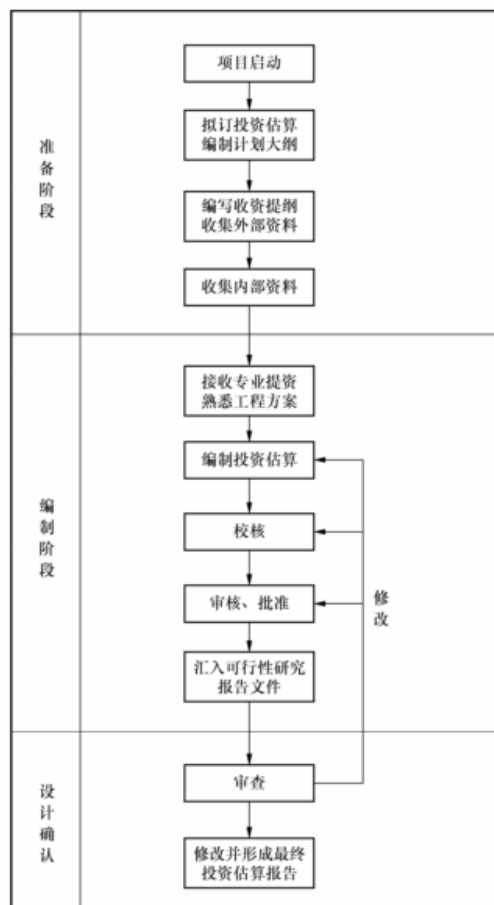 准备阶段
项目启动
拟订投资估算
编制计划大纲
编写收资提纲
收集外部资料
收集内部资料
编制阶段
接收专业提资
熟悉工程方案
编制投资估算
校核
审核、批准
修改
汇入可行性研究
报告文件
设计确认
审查
修改并形成最终
投资估算报告